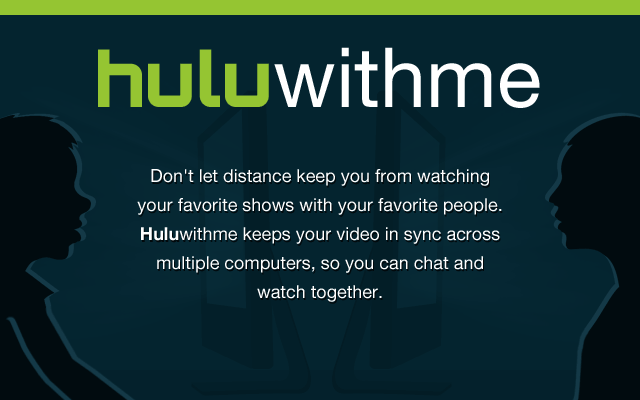 huluwithme
Don't let distance keep you from watching
your favorite shows with your favorite people.
Huluwithme keeps your video in sync across
multiple computers, so you can chat and
watch together.